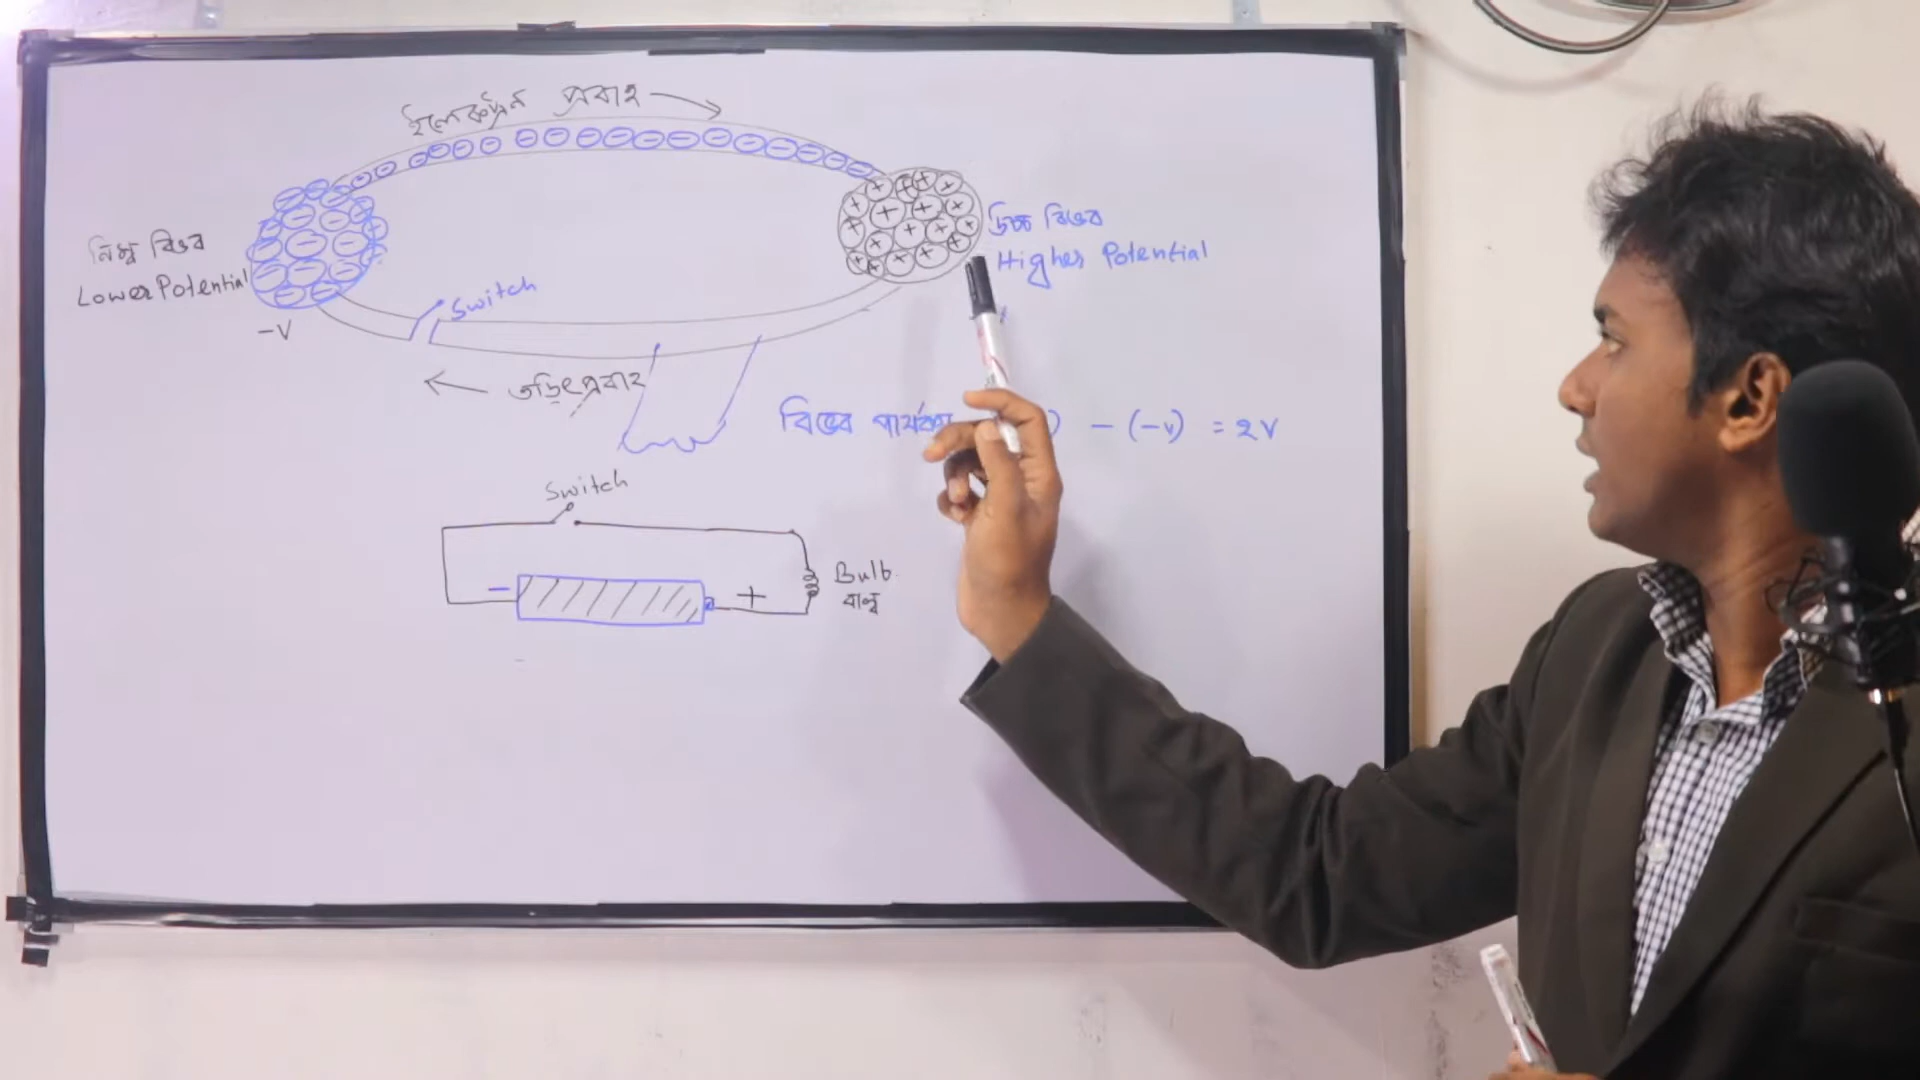 ইলেকট্রন প্রবাহ
নিম্ন বিভব
Lower Potential
-V
Switch
উচ্চ বিভব
Higher Potential
তড়িৎপ্রবাহ
বিভব পার্থক্য ) - (-v) = 2V
Switch
−
+
Bulb
বাল্ব